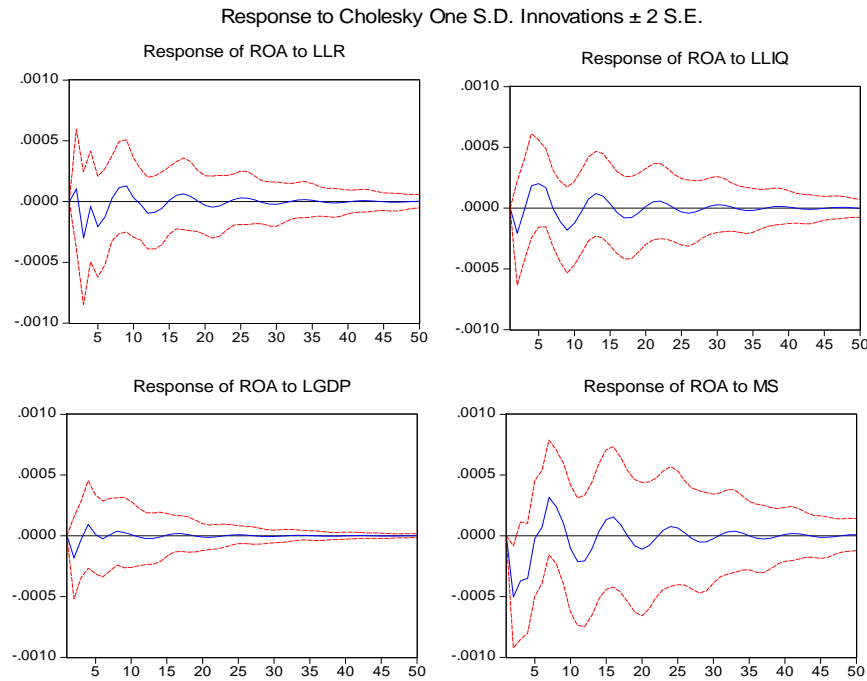 Response to Cholesky One S.D. Innovations ± 2 S.E.
Response of ROA to LLR
.0010
.0005
.0000
-.0005
-.0010
5 10 15 20 25 30 35 40 45 50
Response of ROA to LLIQ
.0010
.0005
.0000
-.0005
-.0010
5 10 15 20 25 30 35 40 45 50
Response of ROA to LGDP
.0010
.0005
.0000
-.0005
-.0010
5 10 15 20 25 30 35 40 45 50
Response of ROA to MS
.0010
.0005
.0000
-.0005
-.0010
5 10 15 20 25 30 35 40 45 50